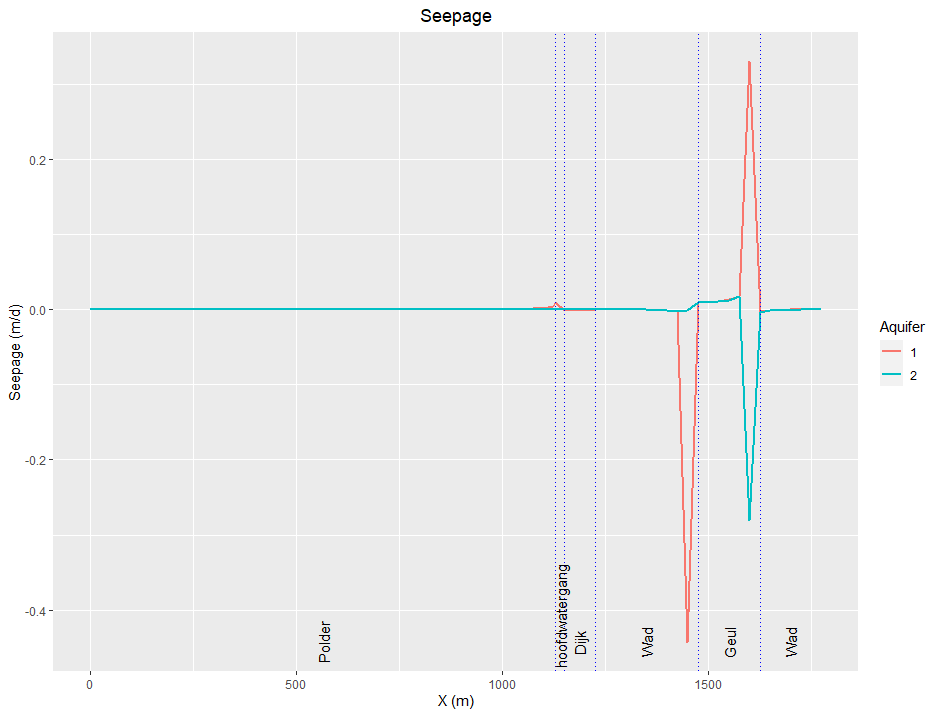 Seepage
Seepage (m/d)
0.2
0.0
-0.2
-0.4
Polder
hoofdwatergang
Dijk
Wad
Geul
Wad
0
500
1000
1500
X (m)
Aquifer
1
2